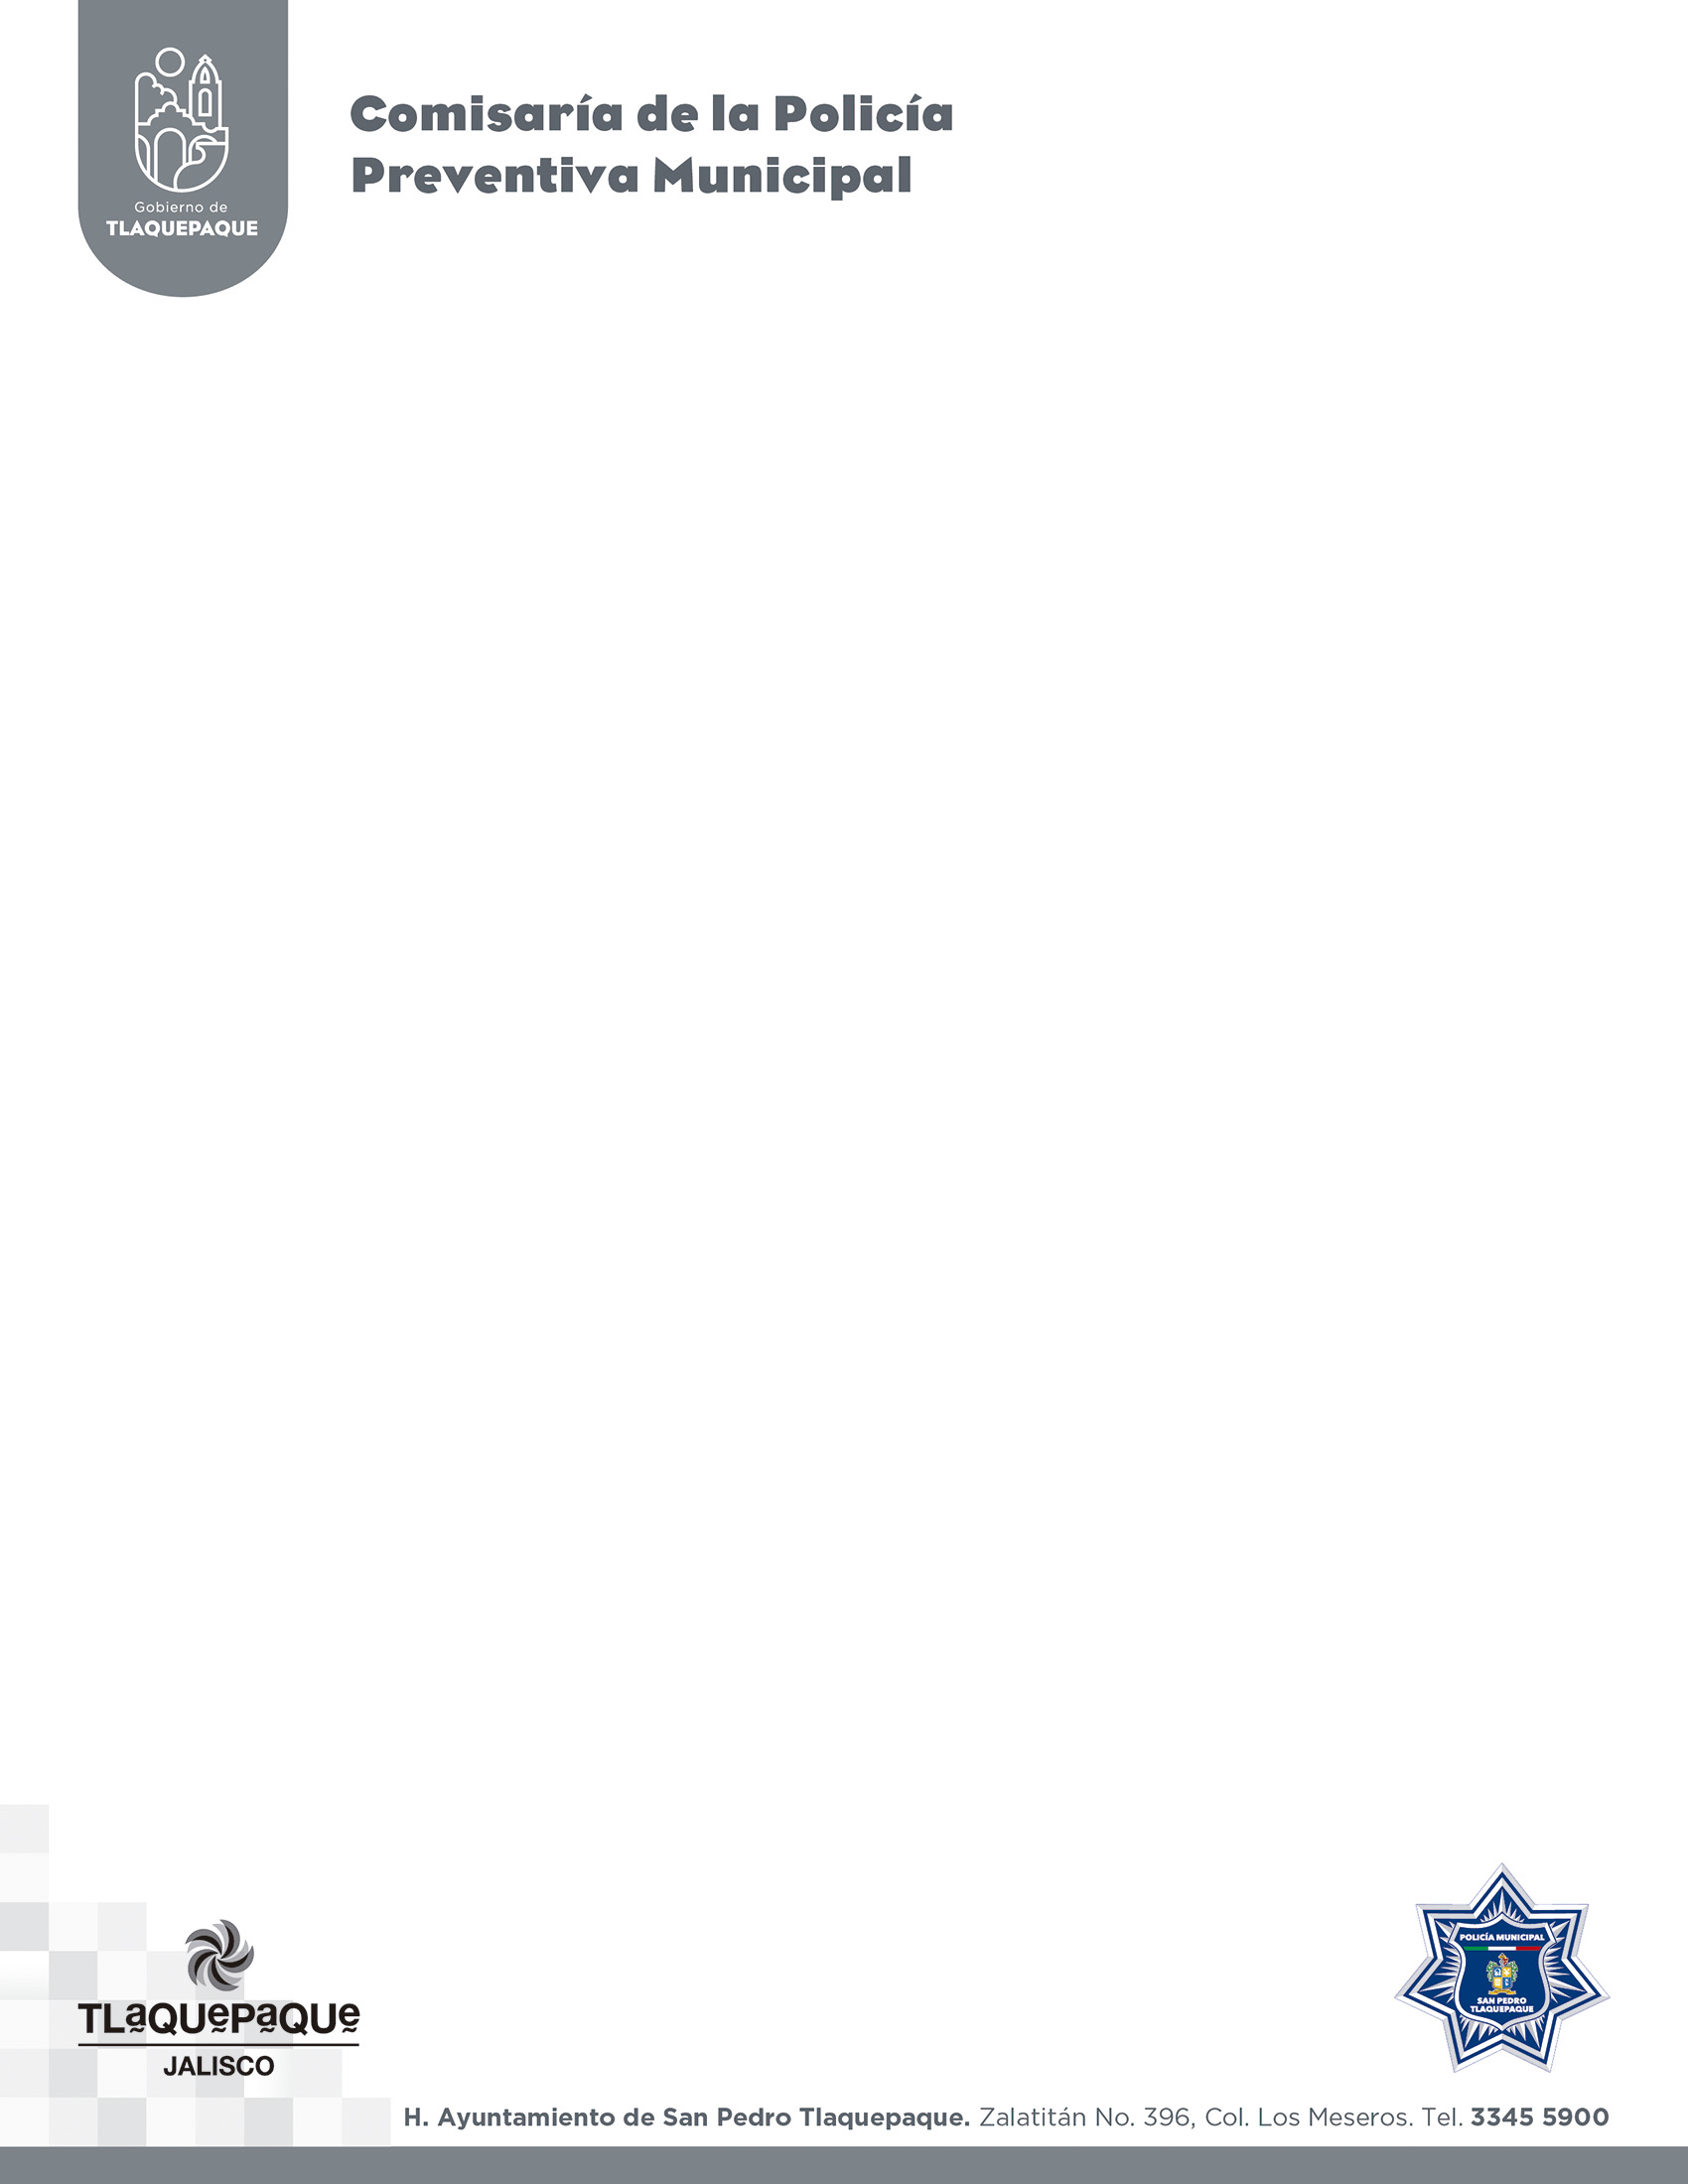 Gobierno de
TLAQUEPAQUE
Comisaría de la Policía
Preventiva Municipal
TLaQUePaQUe
JALISCO
POLICÍA MUNICIPAL
SAN PEDRO
TLAQUEPAQUE
H. Ayuntamiento de San Pedro Tlaquepaque. Zalatitán No. 396, Col. Los Meseros. Tel. 3345 5900